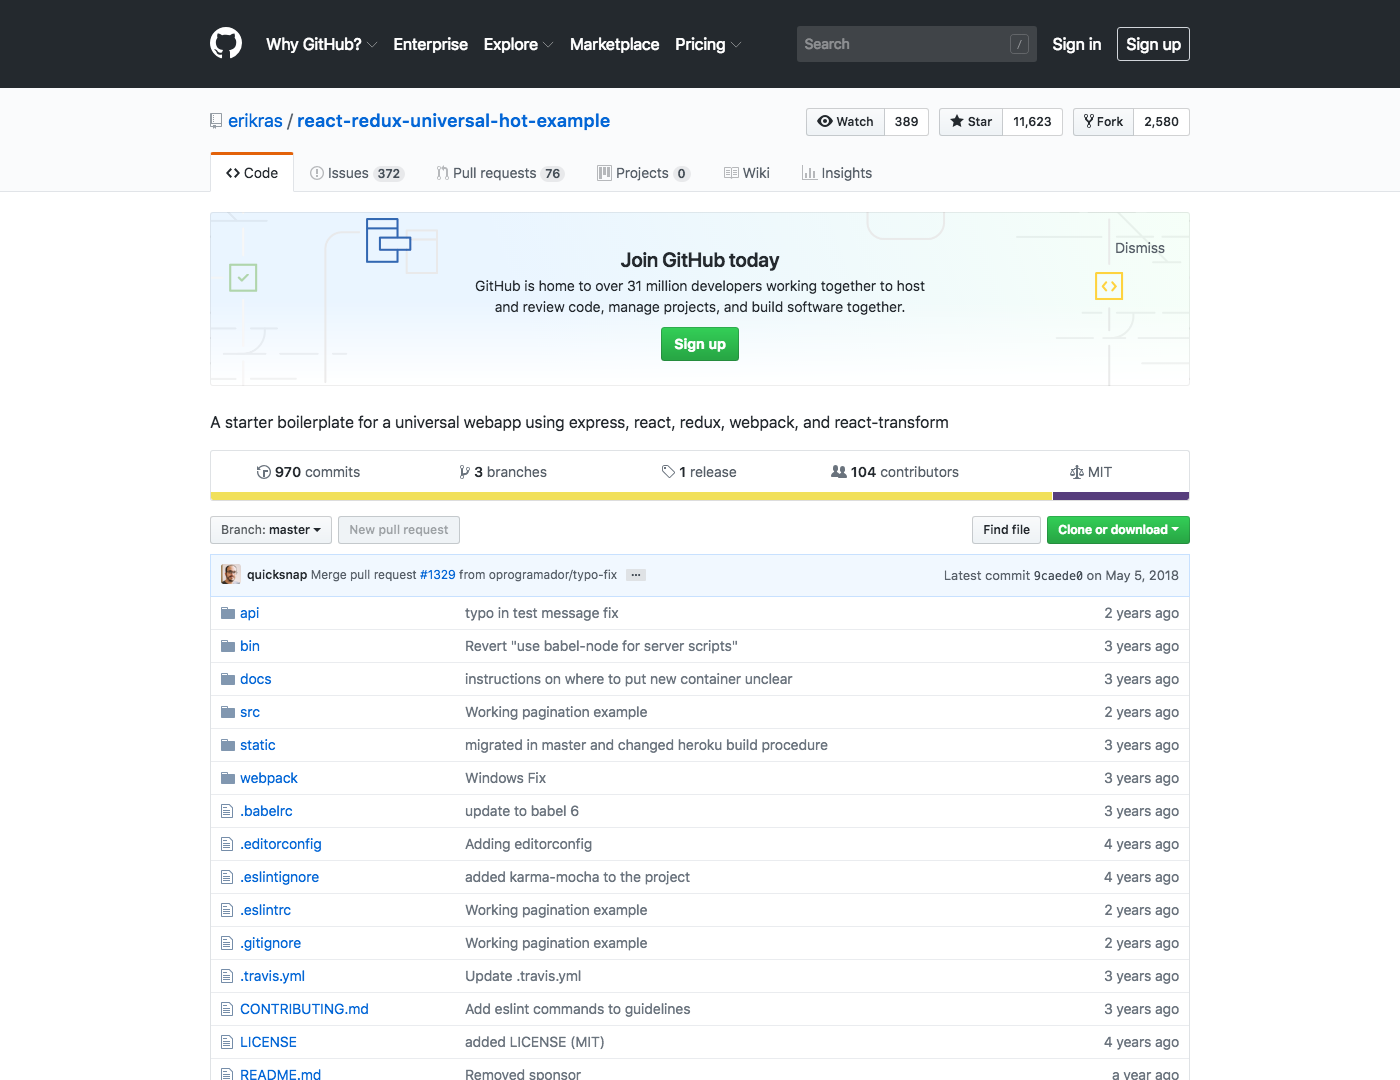 Why GitHub? Enterprise Explore Marketplace Pricing Search / Sign in Sign up
erikras / react-redux-universal-hot-example Watch 389 Star 11,623 Fork 2,580
Code Issues 372 Pull requests 76 Projects 0 Wiki Insights
Dismiss
Join GitHub today
GitHub is home to over 31 million developers working together to host
and review code, manage projects, and build software together.
Sign up
A starter boilerplate for a universal webapp using express, react, redux, webpack, and react-transform
970 commits 3 branches 1 release 104 contributors MIT
Branch: master New pull request Find file Clone or download
quicksnap Merge pull request #1329 from oprogramador/typo-fix … Latest commit 9caede0 on May 5, 2018
api typo in test message fix 2 years ago
bin Revert "use babel-node for server scripts" 3 years ago
docs instructions on where to put new container unclear 3 years ago
src Working pagination example 2 years ago
static migrated in master and changed heroku build procedure 3 years ago
webpack Windows Fix 3 years ago
.babelrc update to babel 6 3 years ago
.editorconfig Adding editorconfig 4 years ago
.eslintignore added karma-mocha to the project 4 years ago
.eslintrc Working pagination example 2 years ago
.gitignore Working pagination example 2 years ago
.travis.yml Update .travis.yml 3 years ago
CONTRIBUTING.md Add eslint commands to guidelines 3 years ago
LICENSE added LICENSE (MIT) 4 years ago
README.md Removed sponsor a year ago